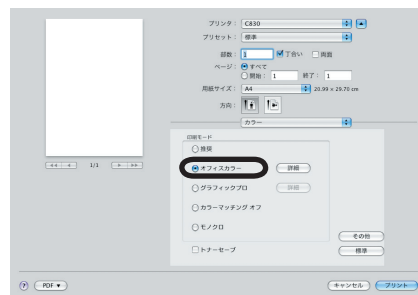 プリンタ： C830
プリセット： 標準
部数： 1 丁合い 両面
ページ： すべて
開始： 1 終了： 1
用紙サイズ： A4 20.99 x 29.70 cm
方向：
カラー
印刷モード
推奨
オフィスカラー 詳細
グラフィックプロ 詳細
カラーマッチング オフ
モノクロ
その他
トナーセーブ 標準
1/1
? PDF ▼ キャンセル プリント